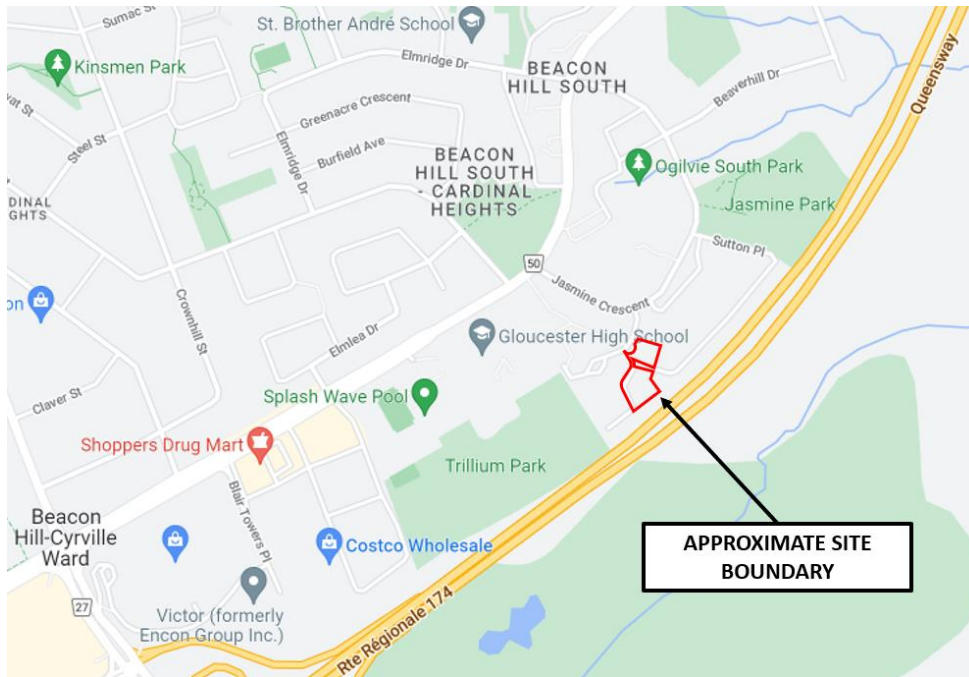 Sumac St
St. Brother André School
Queensway
Kinsmen Park
Elmridge Dr
BEACON
HILL SOUTH
Beaverhill Dr
vat St
Steel St
Greenacre Crescent
Elmridge Dr
Burfield Ave
BEACON
HILL SOUTH
- CARDINAL
HEIGHTS
Ogilvie South Park
DINAL
GHTS
Jasmine Park
Sutton Pl
50
Jasmine Crescent
on
Crownhill St
Elmlea Dr
Gloucester High School
Claver St
Splash Wave Pool
Shoppers Drug Mart
Trillium Park
Blair Towers Pl
Beacon
Hill-Cyrville
Ward
Costco Wholesale
APPROXIMATE SITE
BOUNDARY
27
Victor (formerly
Encon Group Inc.)
Rte Régionale 174